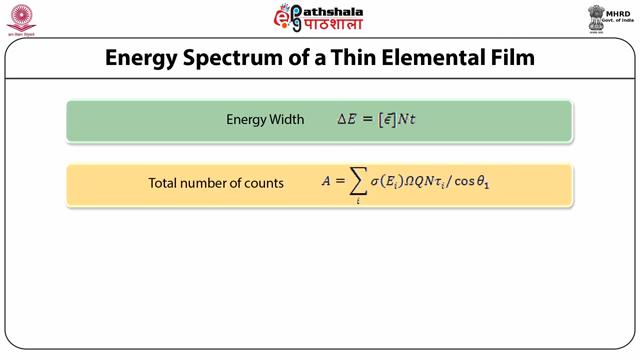 ePathshala
पाठशाला
MHRD
Govt. of India
Energy Spectrum of a Thin Elemental Film
Energy Width ΔE = [ε̄]Nt
Total number of counts A = ∑ᵢ σ(Eᵢ)ΩQNτᵢ / cos θ₁